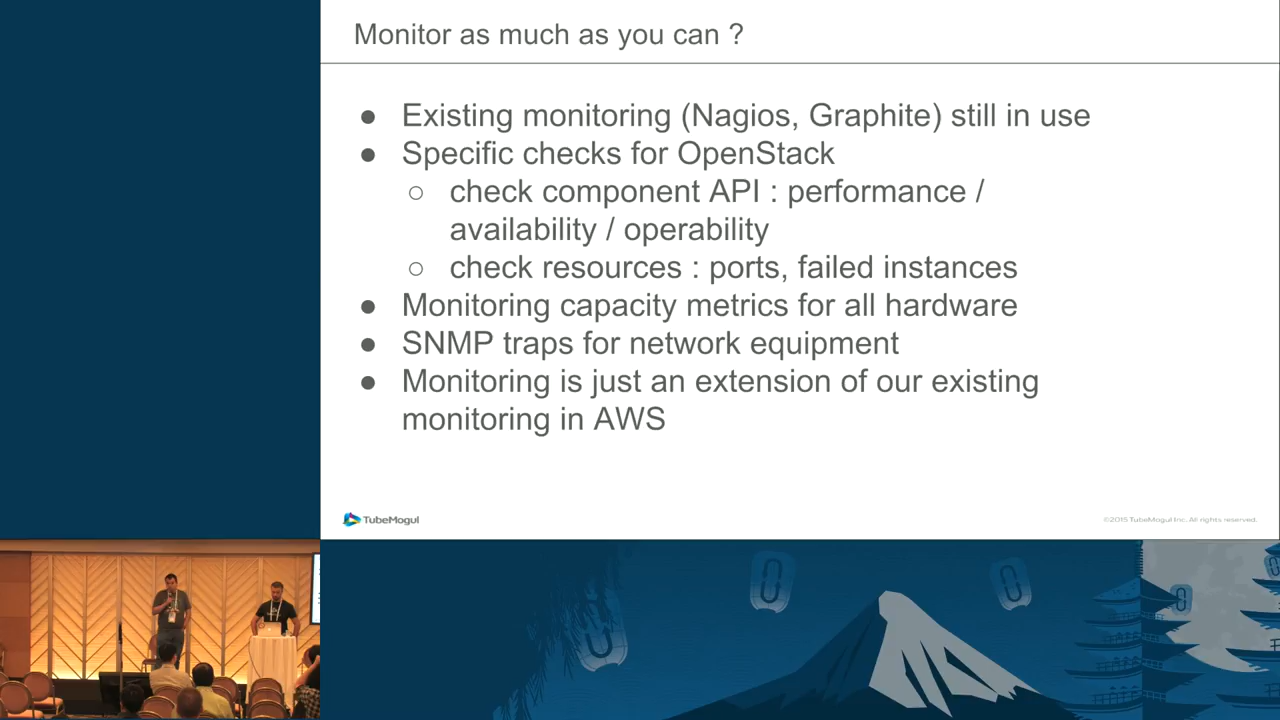 Monitor as much as you can ?
● Existing monitoring (Nagios, Graphite) still in use
● Specific checks for OpenStack
○ check component API : performance /
availability / operability
○ check resources : ports, failed instances
● Monitoring capacity metrics for all hardware
● SNMP traps for network equipment
● Monitoring is just an extension of our existing
monitoring in AWS
TubeMogul
©2015 TubeMogul Inc. All rights reserved.